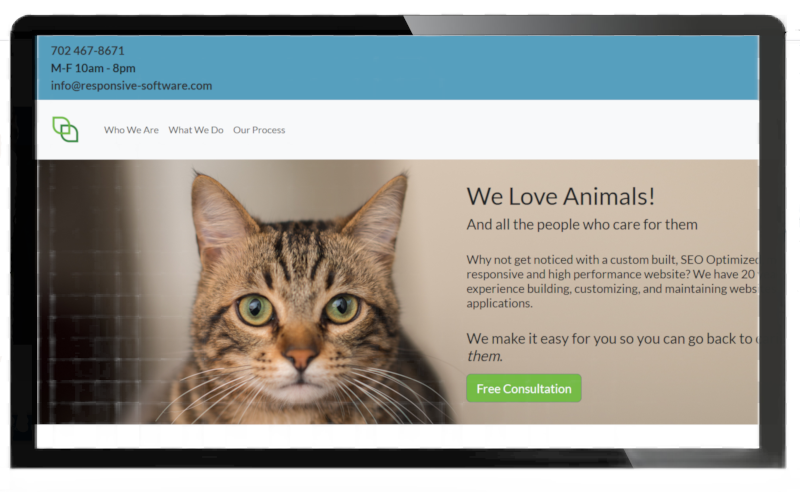 702 467-8671
M-F 10am - 8pm
info@responsive-software.com
Who We Are What We Do Our Process
We Love Animals!
And all the people who care for them
Why not get noticed with a custom built, SEO Optimized
responsive and high performance website? We have 20
experience building, customizing, and maintaining webs
applications.
We make it easy for you so you can go back to
them.
Free Consultation